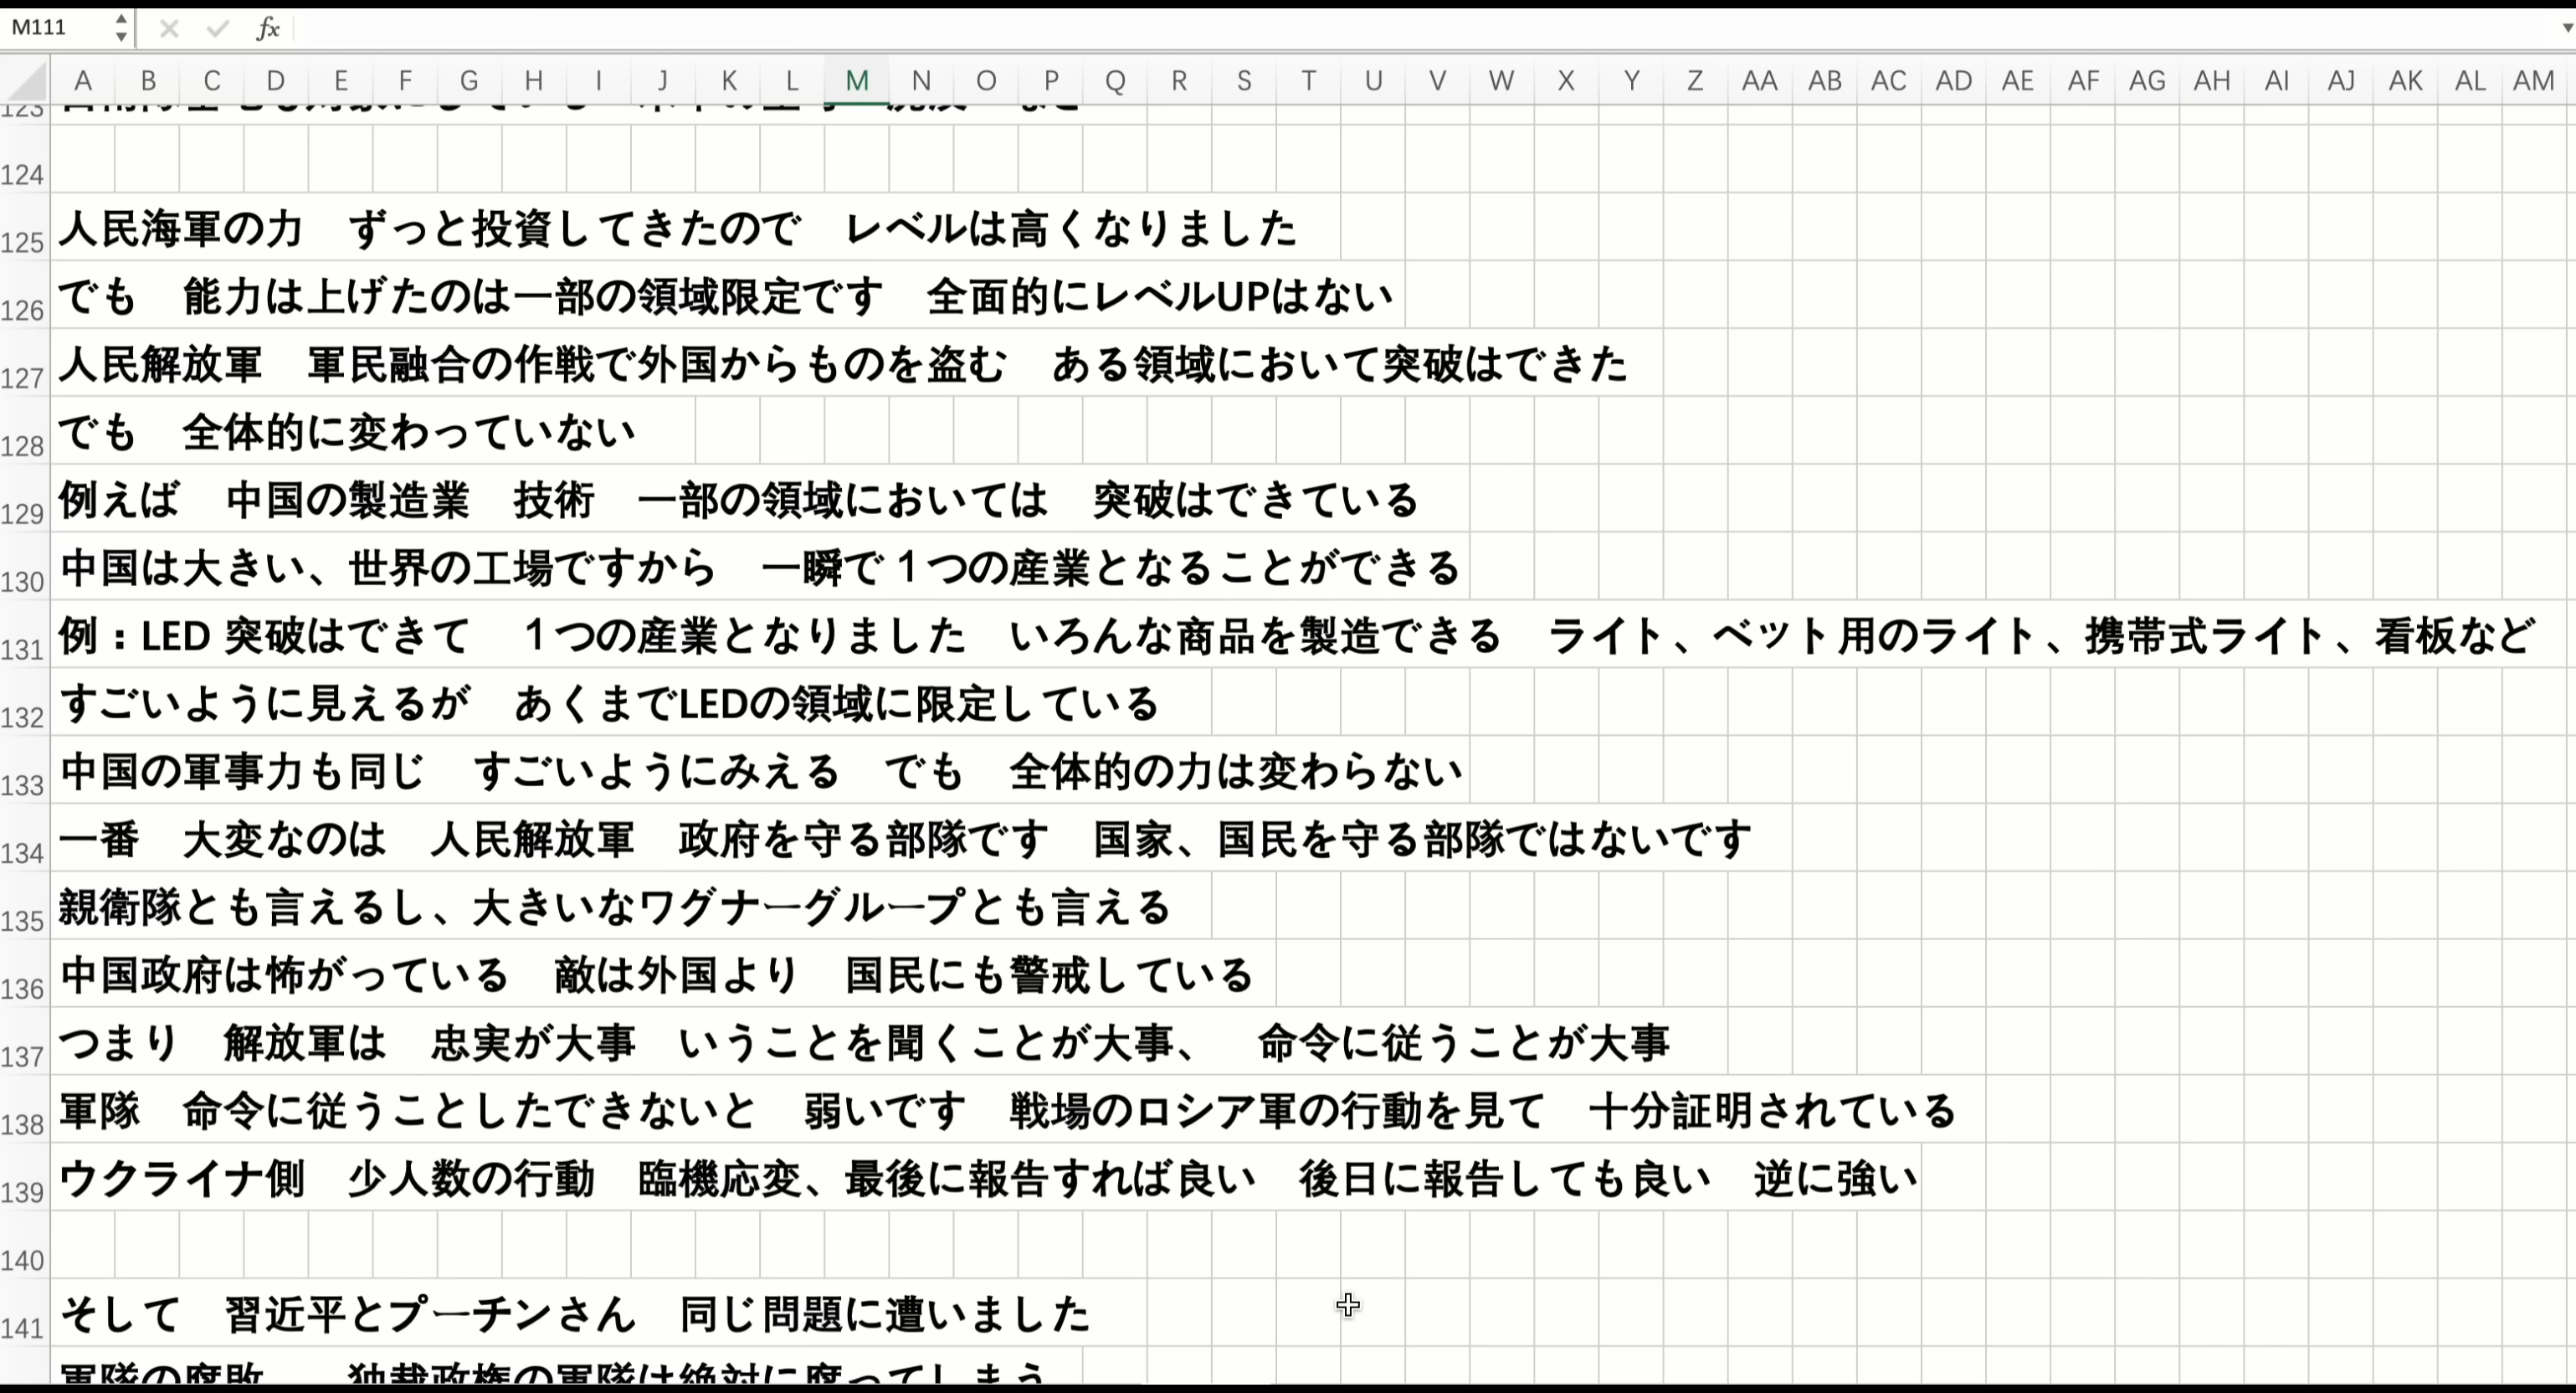 M111
fx
A B C D E F G H I J K L M N O P Q R S T U V W X Y Z AA AB AC AD AE AF AG AH AI AJ AK AL AM
123
124
125 人民海軍の力　ずっと投資してきたので　レベルは高くなりました
126 でも　能力は上げたのは一部の領域限定です　全面的にレベルUPはない
127 人民解放軍　軍民融合の作戦で外国からものを盗む　ある領域において突破はできた
128 でも　全体的に変わっていない
129 例えば　中国の製造業　技術　一部の領域においては　突破はできている
130 中国は大きい、世界の工場ですから　一瞬で１つの産業となることができる
131 例：LED 突破はできて　１つの産業となりました　いろんな商品を製造できる　ライト、ベット用のライト、携帯式ライト、看板など
132 すごいように見えるが　あくまでLEDの領域に限定している
133 中国の軍事力も同じ　すごいようにみえる　でも　全体的の力は変わらない
134 一番　大変なのは　人民解放軍　政府を守る部隊です　国家、国民を守る部隊ではないです
135 親衛隊とも言えるし、大きいなワグナーグループとも言える
136 中国政府は怖がっている　敵は外国より　国民にも警戒している
137 つまり　解放軍は　忠実が大事　いうことを聞くことが大事、　命令に従うことが大事
138 軍隊　命令に従うことしたできないと　弱いです　戦場のロシア軍の行動を見て　十分証明されている
139 ウクライナ側　少人数の行動　臨機応変、最後に報告すれば良い　後日に報告しても良い　逆に強い
140
141 そして　習近平とプーチンさん　同じ問題に遭いました
軍隊の腐敗　　独裁政権の軍隊は絶対に腐ってしまう